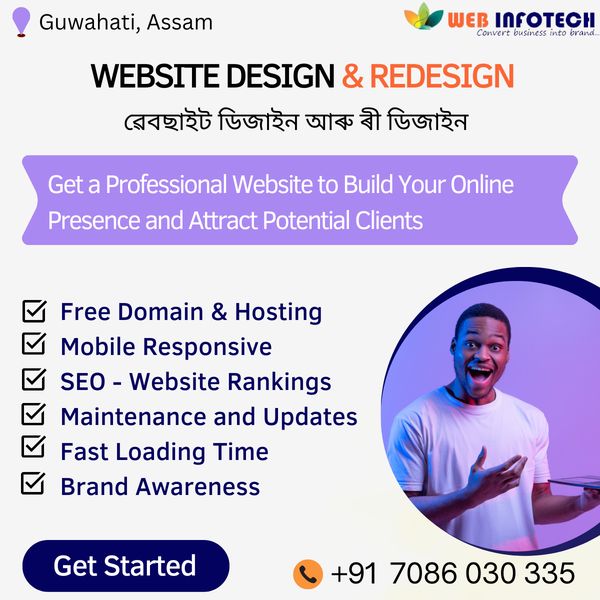 Guwahati, Assam
WEB INFOTECH
Convert business into brand...
WEBSITE DESIGN & REDESIGN
ৱেবছাইট ডিজাইন আৰু ৰী ডিজাইন
Get a Professional Website to Build Your Online
Presence and Attract Potential Clients
Free Domain & Hosting
Mobile Responsive
SEO - Website Rankings
Maintenance and Updates
Fast Loading Time
Brand Awareness
Get Started
+91 7086 030 335